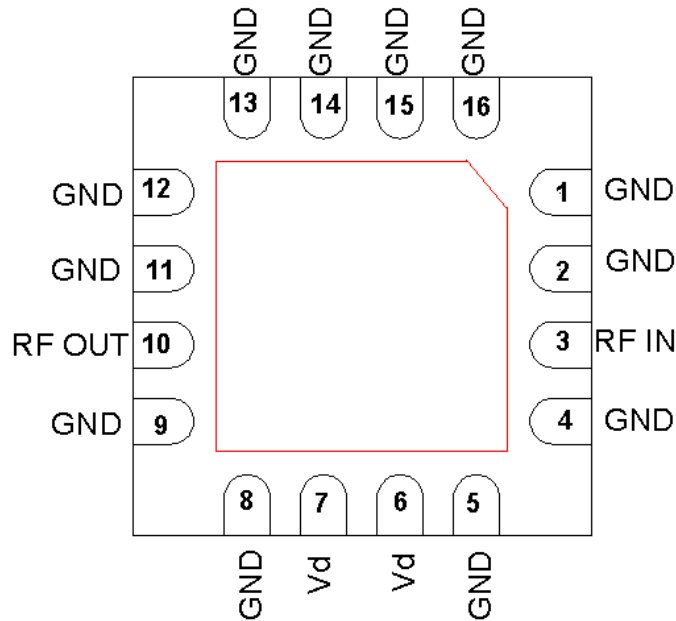 GND GND GND GND
13 14 15 16
GND 12 1 GND
GND 11 2 GND
RF OUT 10 3 RF IN
GND 9 4 GND
8 7 6 5
GND Vd Vd GND